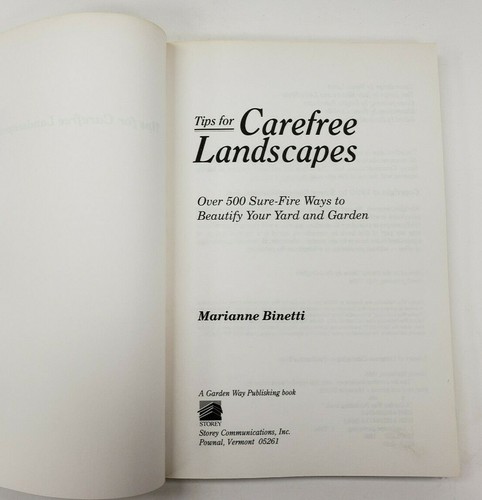 Tips for Carefree
Landscapes
Over 500 Sure-Fire Ways to
Beautify Your Yard and Garden
Marianne Binetti
A Garden Way Publishing book
STOREY
Storey Communications, Inc.
Pownal, Vermont 05261